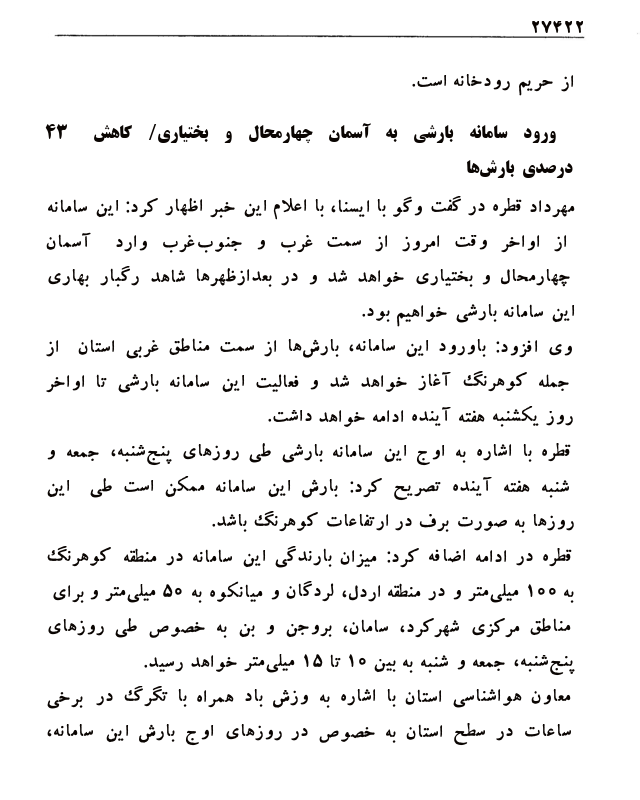 ۲۷۴۲۲
از حریم رودخانه است.
ورود سامانه بارشی به آسمان چهارمحال و بختیاری/ کاهش ۴۳
درصدی بارش‌ها
مهرداد قطره در گفت وگو با ایسنا، با اعلام این خبر اظهار کرد: این سامانه
از اواخر وقت امروز از سمت غرب و جنوب‌غرب وارد آسمان
چهارمحال و بختیاری خواهد شد و در بعدازظهرها شاهد رگبار بهاری
این سامانه بارشی خواهیم بود.
وی افزود: باورود این سامانه، بارش‌ها از سمت مناطق غربی استان از
جمله کوهرنگ آغاز خواهد شد و فعالیت این سامانه بارشی تا اواخر
روز یکشنبه هفته آینده ادامه خواهد داشت.
قطره با اشاره به اوج این سامانه بارشی طی روزهای پنج‌شنبه، جمعه و
شنبه هفته آینده تصریح کرد: بارش این سامانه ممکن است طی این
روزها به صورت برف در ارتفاعات کوهرنگ باشد.
قطره در ادامه اضافه کرد: میزان بارندگی این سامانه در منطقه کوهرنگ
به ۱۰۰ میلی‌متر و در منطقه اردل، لردگان و میانکوه به ۵۰ میلی‌متر و برای
مناطق مرکزی شهرکرد، سامان، بروجن و بن به خصوص طی روزهای
پنج‌شنبه، جمعه و شنبه به بین ۱۰ تا ۱۵ میلی‌متر خواهد رسید.
معاون هواشناسی استان با اشاره به وزش باد همراه با تگرگ در برخی
ساعات در سطح استان به خصوص در روزهای اوج بارش این سامانه،